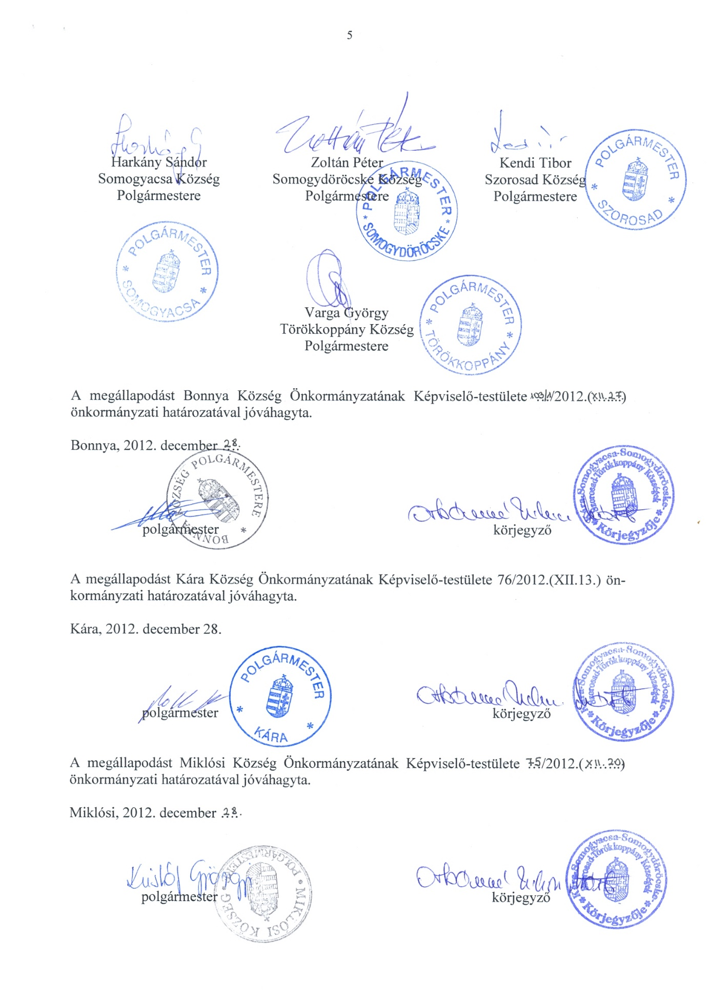 5
Harkány Sándor
Somogyacsa Község
Polgármestere
Zoltán Péter
Somogydöröcske Község
Polgármestere
Kendi Tibor
Szorosad Község
Polgármestere
POLGÁRMESTER * SZOROSAD *
POLGÁRMESTER * SOMOGYDÖRÖCSKE *
POLGÁRMESTER * SOMOGYACSA *
Varga György
Törökkoppány Község
Polgármestere
POLGÁRMESTER * TÖRÖKKOPPÁNY *
A megállapodást Bonnya Község Önkormányzatának Képviselő-testülete /2012.(XII.27.)
önkormányzati határozatával jóváhagyta.
Bonnya, 2012. december 28.
BONNYA KÖZSÉG POLGÁRMESTERE *
polgármester
körjegyző
Kára-Somogyacsa-Somogydöröcske-
Szorosad-Törökkoppány Községek
* Körjegyzője *
A megállapodást Kára Község Önkormányzatának Képviselő-testülete 76/2012.(XII.13.) ön-
kormányzati határozatával jóváhagyta.
Kára, 2012. december 28.
polgármester
POLGÁRMESTER * KÁRA *
körjegyző
Kára-Somogyacsa-Somogydöröcske-
Szorosad-Törökkoppány Községek
* Körjegyzője *
A megállapodást Miklósi Község Önkormányzatának Képviselő-testülete 75/2012.(XII.20.)
önkormányzati határozatával jóváhagyta.
Miklósi, 2012. december 28.
polgármester
MIKLÓSI KÖZSÉG * POLGÁRMESTERE *
körjegyző
Kára-Somogyacsa-Somogydöröcske-
Szorosad-Törökkoppány Községek
* Körjegyzője *